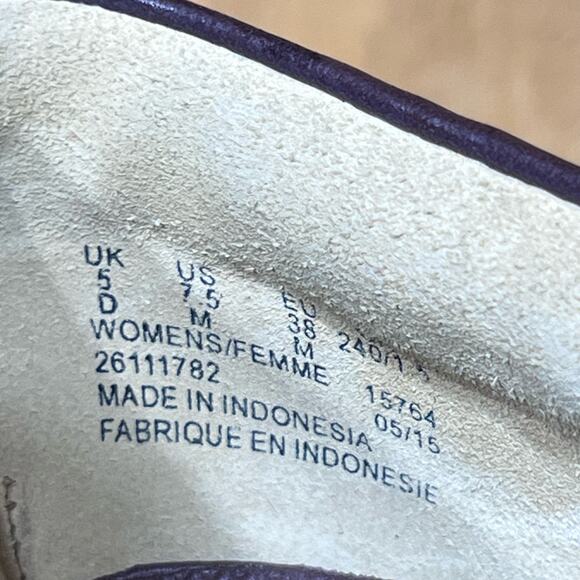 UK US EU
5 7.5 38 240/1.5
D M M
WOMENS/FEMME 15764
26111782 05/15
MADE IN INDONESIA
FABRIQUE EN INDONESIE